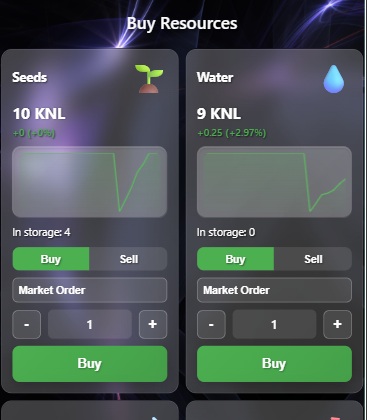 Buy Resources
Seeds
10 KNL
+0 (+0%)
In storage: 4
Buy Sell
Market Order
- 1 +
Buy
Water
9 KNL
+0.25 (+2.97%)
In storage: 0
Buy Sell
Market Order
- 1 +
Buy